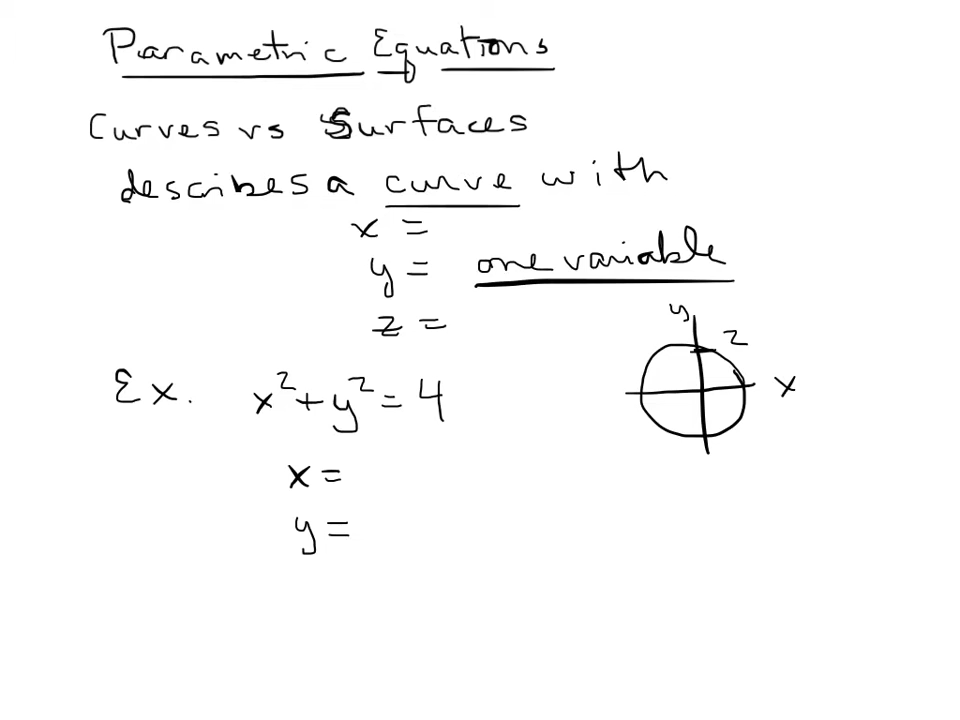 Parametric Equations
Curves vs Surfaces
describes a curve with
x =
y = one variable
z =
y
2
x
Ex. x² + y² = 4
x =
y =